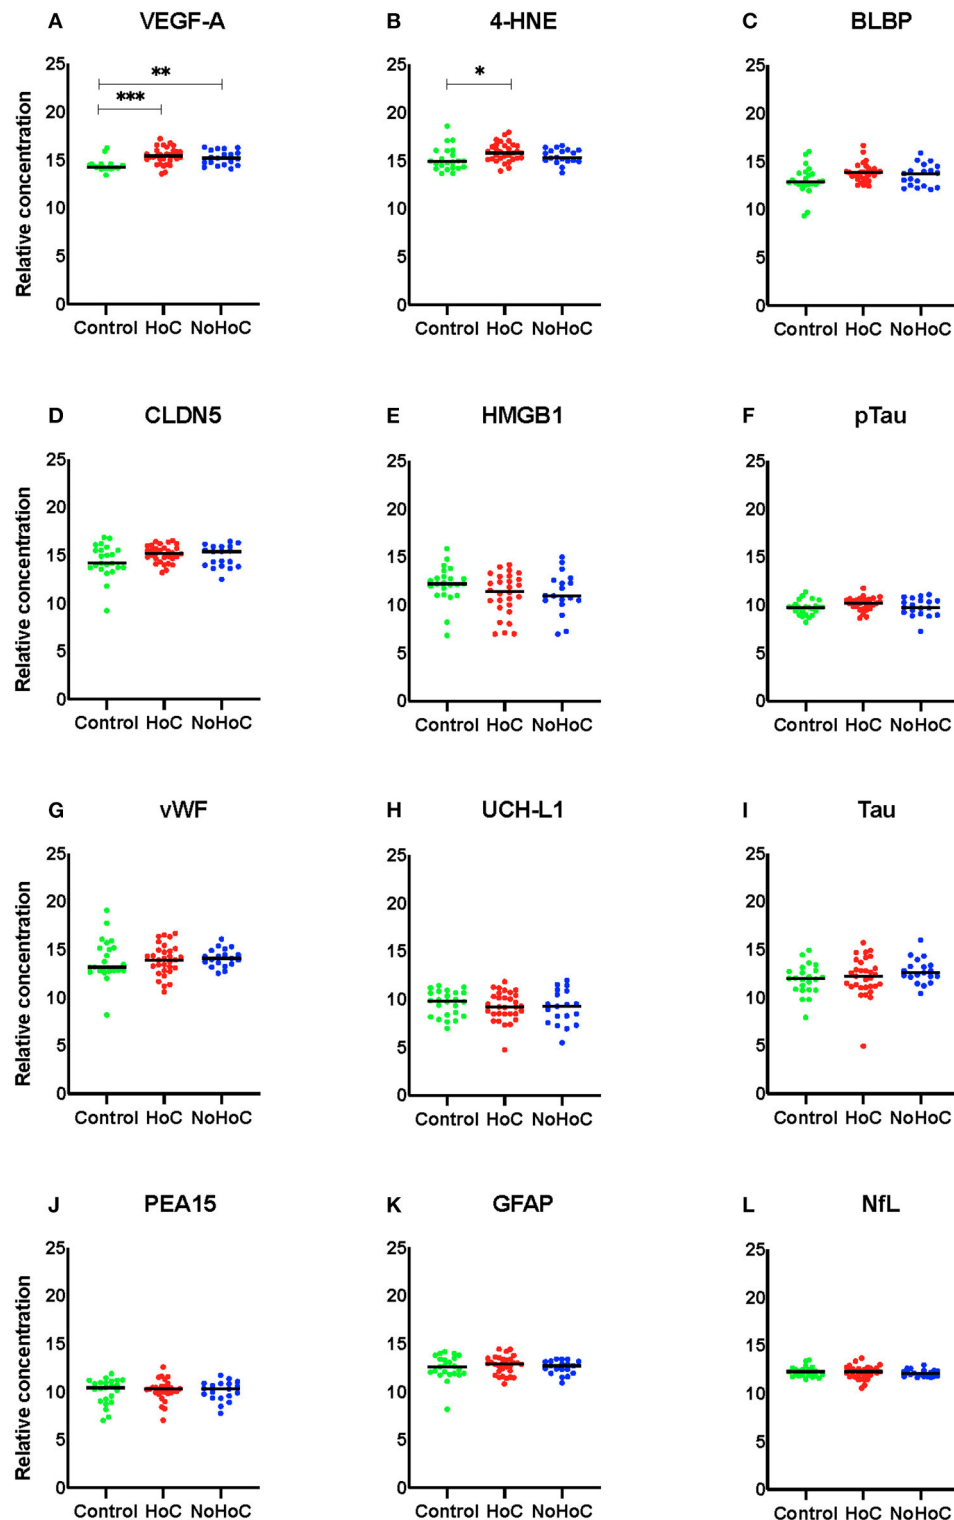 A VEGF-A
B 4-HNE
C BLBP
25
20
15
10
5
0
Relative concentration
**
***
Control HoC NoHoC
25
20
15
10
5
0
*
Control HoC NoHoC
25
20
15
10
5
0
Control HoC NoHoC
D CLDN5
E HMGB1
F pTau
25
20
15
10
5
0
Relative concentration
Control HoC NoHoC
25
20
15
10
5
0
Control HoC NoHoC
25
20
15
10
5
0
Control HoC NoHoC
G vWF
H UCH-L1
I Tau
25
20
15
10
5
0
Relative concentration
Control HoC NoHoC
25
20
15
10
5
0
Control HoC NoHoC
25
20
15
10
5
0
Control HoC NoHoC
J PEA15
K GFAP
L NfL
25
20
15
10
5
0
Relative concentration
Control HoC NoHoC
25
20
15
10
5
0
Control HoC NoHoC
25
20
15
10
5
0
Control HoC NoHoC